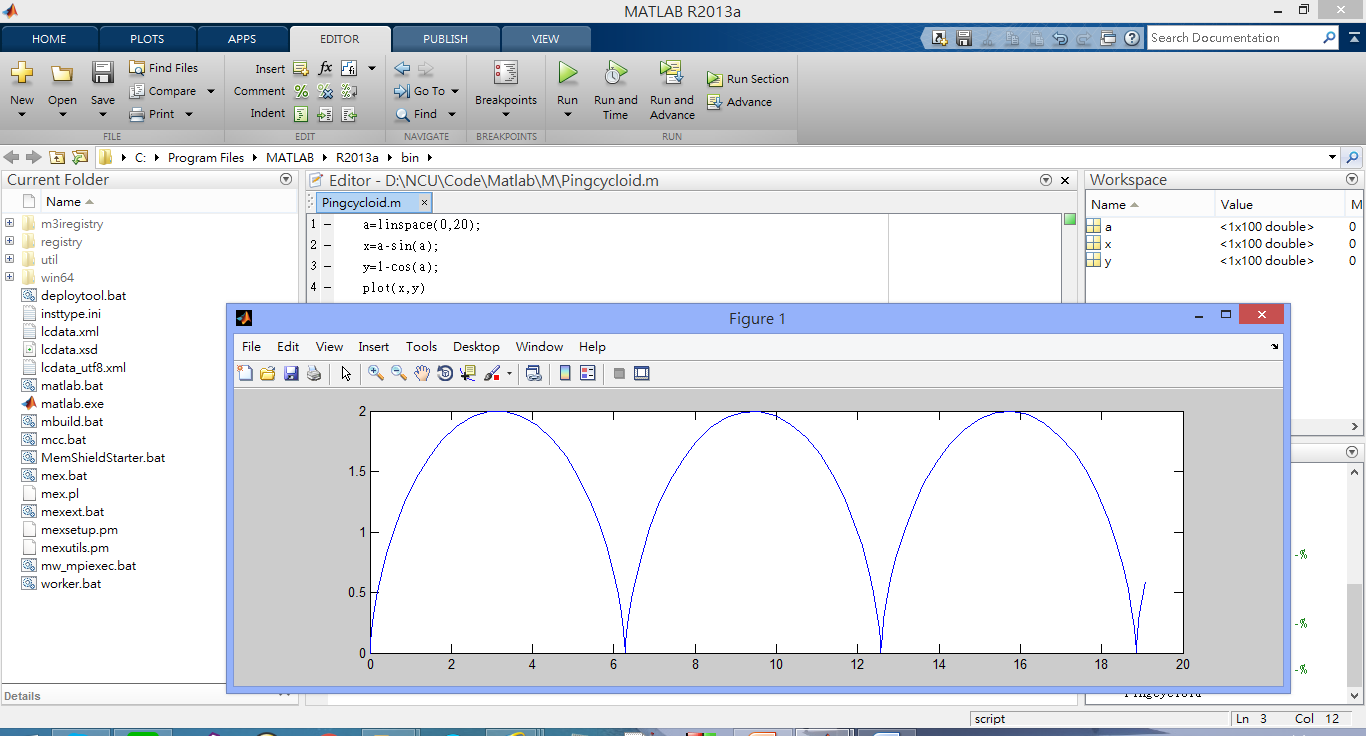 MATLAB R2013a
HOME PLOTS APPS EDITOR PUBLISH VIEW
Search Documentation
New
Open
Save
Find Files
Compare
Print
FILE
Insert
Comment
Indent
EDIT
Go To
Find
NAVIGATE
Breakpoints
BREAKPOINTS
Run
Run and Time
Run and Advance
Run Section
Advance
RUN
C: Program Files MATLAB R2013a bin
Current Folder
Name
m3iregistry
registry
util
win64
deploytool.bat
insttype.ini
lcdata.xml
lcdata.xsd
lcdata_utf8.xml
matlab.bat
matlab.exe
mbuild.bat
mcc.bat
MemShieldStarter.bat
mex.bat
mex.pl
mexext.bat
mexsetup.pm
mexutils.pm
mw_mpiexec.bat
worker.bat
Details
Editor - D:\NCU\Code\Matlab\M\Pingcycloid.m
Pingcycloid.m
1 a=linspace(0,20);
2 x=a-sin(a);
3 y=1-cos(a);
4 plot(x,y)
Workspace
Name Value M
a <1x100 double> 0
x <1x100 double> 0
y <1x100 double> 0
Figure 1
File Edit View Insert Tools Desktop Window Help
2
1.5
1
0.5
0
0 2 4 6 8 10 12 14 16 18 20
-%
-%
-%
script
Ln 3 Col 12